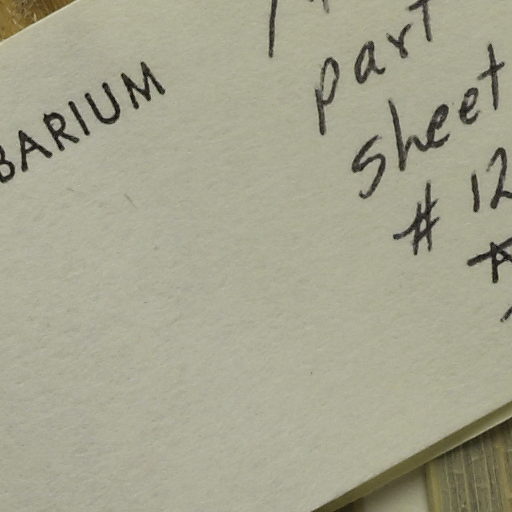 BARIUM
part
sheet
# 12